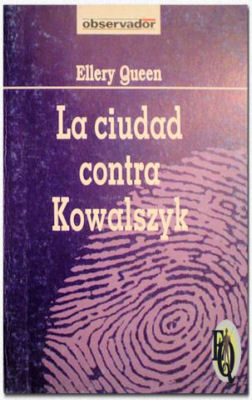 observador
Ellery Queen
La ciudad
contra
Kowalszyk
EQ